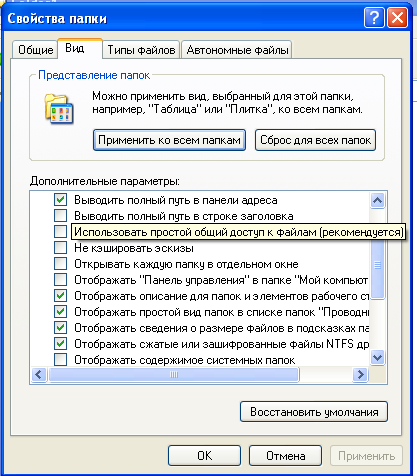 Свойства папки
Общие
Вид
Типы файлов
Автономные файлы
Представление папок
Можно применить вид, выбранный для этой папки,
например, "Таблица" или "Плитка", ко всем папкам.
Применить ко всем папкам
Сброс для всех папок
Дополнительные параметры:
Выводить полный путь в панели адреса
Выводить полный путь в строке заголовка
Использовать простой общий доступ к файлам (рекомендуется)
Не кэшировать эскизы
Открывать каждую папку в отдельном окне
Отображать "Панель управления" в папке "Мой компьют
Отображать описание для папок и элементов рабочего ст
Отображать простой вид папок в списке папок "Проводни
Отображать сведения о размере файлов в подсказках па
Отображать сжатые или зашифрованные файлы NTFS др
Отображать содержимое системных папок
Восстановить умолчания
OK
Отмена
Применить